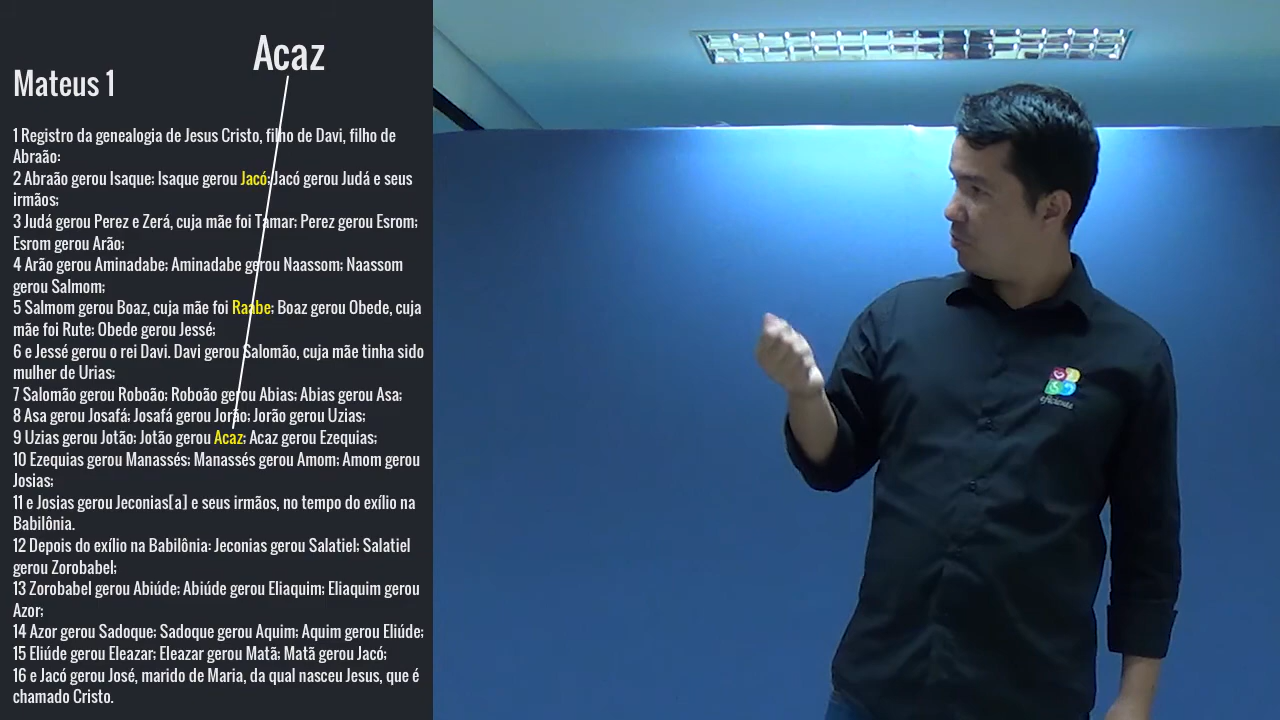 Acaz
Mateus 1
1 Registro da genealogia de Jesus Cristo, filho de Davi, filho de
Abraão:
2 Abraão gerou Isaque; Isaque gerou Jacó; Jacó gerou Judá e seus
irmãos;
3 Judá gerou Perez e Zerá, cuja mãe foi Tamar; Perez gerou Esrom;
Esrom gerou Arão;
4 Arão gerou Aminadabe; Aminadabe gerou Naassom; Naassom
gerou Salmom;
5 Salmom gerou Boaz, cuja mãe foi Raabe; Boaz gerou Obede, cuja
mãe foi Rute; Obede gerou Jessé;
6 e Jessé gerou o rei Davi. Davi gerou Salomão, cuja mãe tinha sido
mulher de Urias;
7 Salomão gerou Roboão; Roboão gerou Abias; Abias gerou Asa;
8 Asa gerou Josafá; Josafá gerou Jorão; Jorão gerou Uzias;
9 Uzias gerou Jotão; Jotão gerou Acaz; Acaz gerou Ezequias;
10 Ezequias gerou Manassés; Manassés gerou Amom; Amom gerou
Josias;
11 e Josias gerou Jeconias[a] e seus irmãos, no tempo do exílio na
Babilônia.
12 Depois do exílio na Babilônia: Jeconias gerou Salatiel; Salatiel
gerou Zorobabel;
13 Zorobabel gerou Abiúde; Abiúde gerou Eliaquim; Eliaquim gerou
Azor;
14 Azor gerou Sadoque; Sadoque gerou Aquim; Aquim gerou Eliúde;
15 Eliúde gerou Eleazar; Eleazar gerou Matã; Matã gerou Jacó;
16 e Jacó gerou José, marido de Maria, da qual nasceu Jesus, que é
chamado Cristo.
eficiente